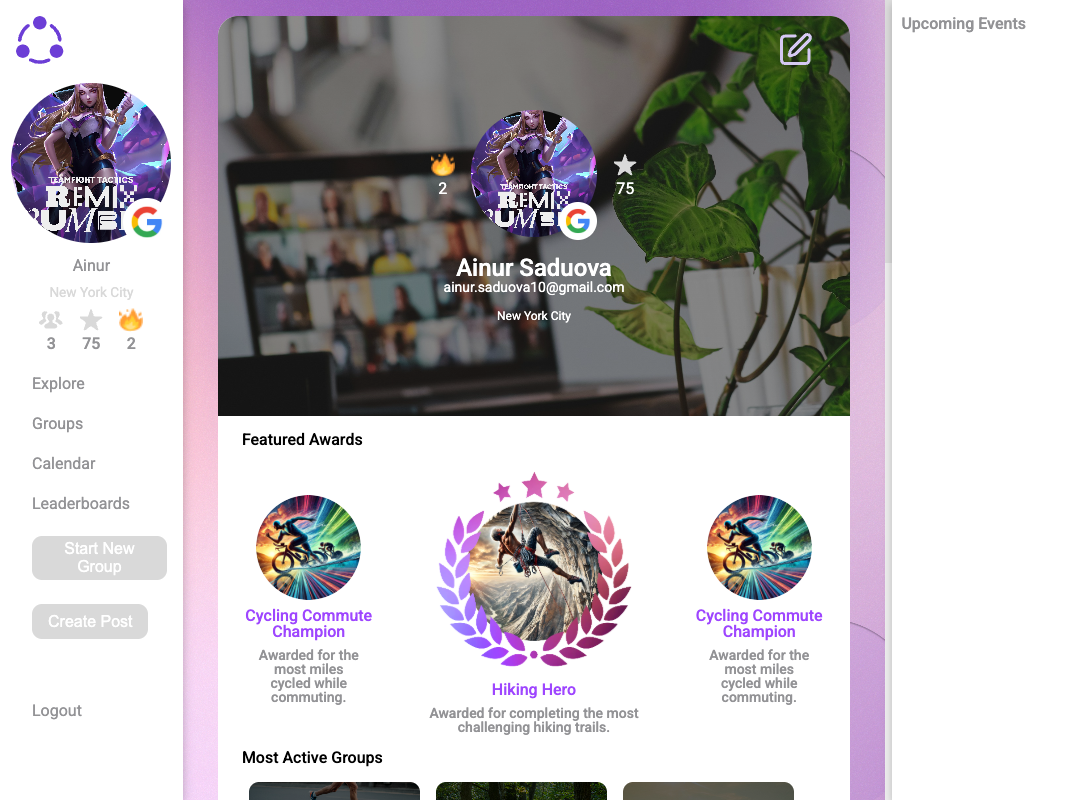 Ainur
New York City
3
75
2
Explore
Groups
Calendar
Leaderboards
Start New
Group
Create Post
Logout
TEAMFIGHT TACTICS
REMIX
TEAMFIGHT TACTICS
REMIX
2
75
Ainur Saduova
ainur.saduova10@gmail.com
New York City
Featured Awards
Cycling Commute
Champion
Awarded for the
most miles
cycled while
commuting.
Hiking Hero
Awarded for completing the most
challenging hiking trails.
Cycling Commute
Champion
Awarded for the
most miles
cycled while
commuting.
Most Active Groups
Upcoming Events